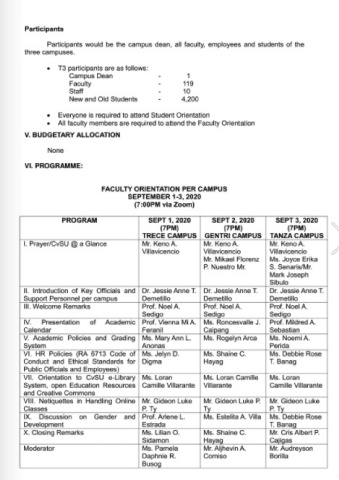 Participants
Participants would be the campus dean, all faculty, employees and students of the
three campuses.
• T3 participants are as follows:
Campus Dean - 1
Faculty - 119
Staff - 10
New and Old Students - 4,200
• Everyone is required to attend Student Orientation
• All faculty members are required to attend the Faculty Orientation
V. BUDGETARY ALLOCATION
None
VI. PROGRAMME:
FACULTY ORIENTATION PER CAMPUS
SEPTEMBER 1-3, 2020
(7:00PM via Zoom)
PROGRAM SEPT 1, 2020 SEPT 2, 2020 SEPT 3, 2020
(7PM) (7PM) (7PM)
TRECE CAMPUS GENTRI CAMPUS TANZA CAMPUS
I. Prayer/CvSU @ a Glance Mr. Keno A. Mr. Keno A. Mr. Keno A.
Villavicencio Villavicencio Villavicencio
Mr. Mikael Florenz Ms. Joyce Erika
P. Nuestro Mr. S. Senaris/Mr.
Mark Joseph
Sibulo
II. Introduction of Key Officials and Dr. Jessie Anne T. Dr. Jessie Anne T. Dr. Jessie Anne T.
Support Personnel per campus Demetillo Demetillo Demetillo
III. Welcome Remarks Prof. Noel A. Prof. Noel A. Prof. Noel A.
Sedigo Sedigo Sedigo
IV. Presentation of Academic Prof. Vienna Mi A. Ms. Roncesvalle J. Prof. Mildred A.
Calendar Feranil Caipang Sebastian
V. Academic Policies and Grading Ms. Mary Ann L. Ms. Rogelyn Arca Ms. Noemi A.
System Anonas Perida
VI. HR Policies (RA 6713 Code of Ms. Jelyn D. Ms. Shaine C. Ms. Debbie Rose
Conduct and Ethical Standards for Digma Hayag T. Banag
Public Officials and Employees)
VII. Orientation to CvSU e-Library Ms. Loran Ms. Loran Camille Ms. Loran
System, open Education Resources Camille Villarante Villarante Camille Villarante
and Creative Commons
VIII. Netiquettes in Handling Online Mr. Gideon Luke Mr. Gideon Luke P. Mr. Gideon Luke
Classes P. Ty Ty P. Ty
IX. Discussion on Gender and Prof. Arlene L. Ms. Estelita A. Villa Ms. Debbie Rose
Development Estrada T. Banag
X. Closing Remarks Ms. Lilian O. Ms. Shaine C. Mr. Cris Albert P.
Sidamon Hayag Cajigas
Moderator Ms. Pamela Mr. Aljhevin A. Mr. Audreyson
Daphnie R. Comiso Borilla
Busog